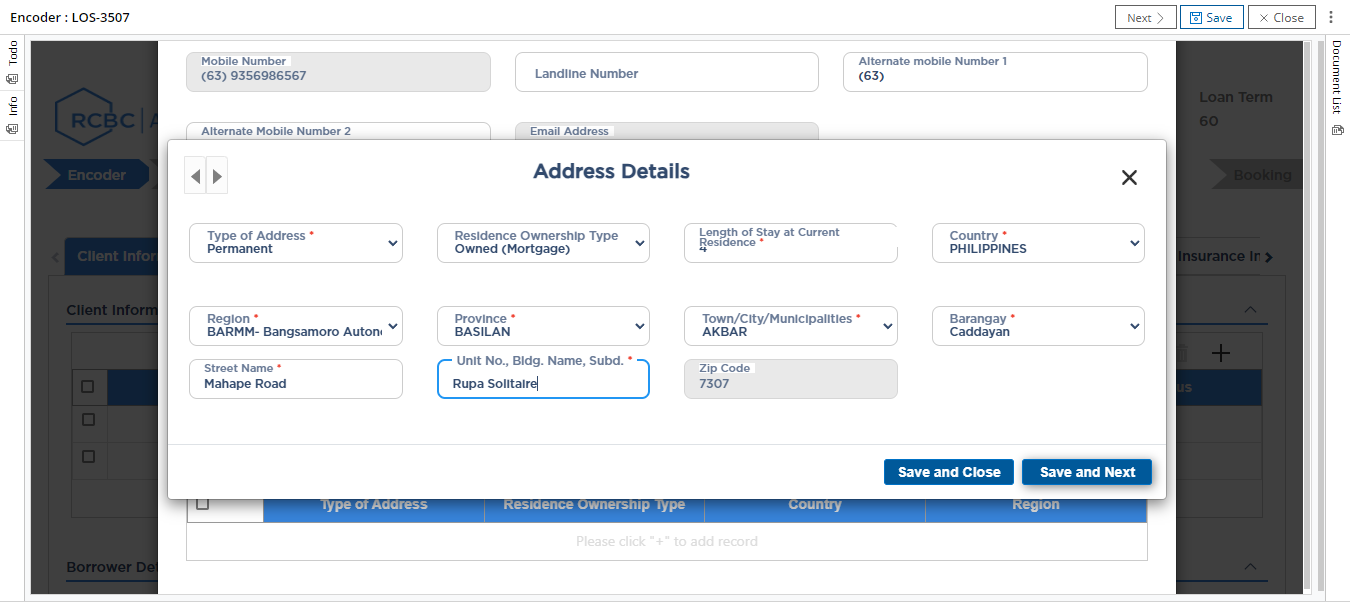 Encoder : LOS-3507
Next
Save
Close
Todo
Info
Document List
Mobile Number
(63) 9356986567
Landline Number
Alternate mobile Number 1
(63)
Alternate Mobile Number 2
Email Address
RCBC
Loan Term
60
Encoder
Booking
Client Infor
Insurance In
Client Inform
us
Address Details
Type of Address *
Permanent
Residence Ownership Type
Owned (Mortgage)
Length of Stay at Current
Residence *
4
Country *
PHILIPPINES
Region *
BARMM- Bangsamoro Auton
Province *
BASILAN
Town/City/Municipalities *
AKBAR
Barangay *
Caddayan
Street Name *
Mahape Road
Unit No., Bldg. Name, Subd. *
Rupa Solitaire
Zip Code
7307
Save and Close
Save and Next
Type of Address
Residence Ownership Type
Country
Region
Please click "+" to add record
Borrower Det